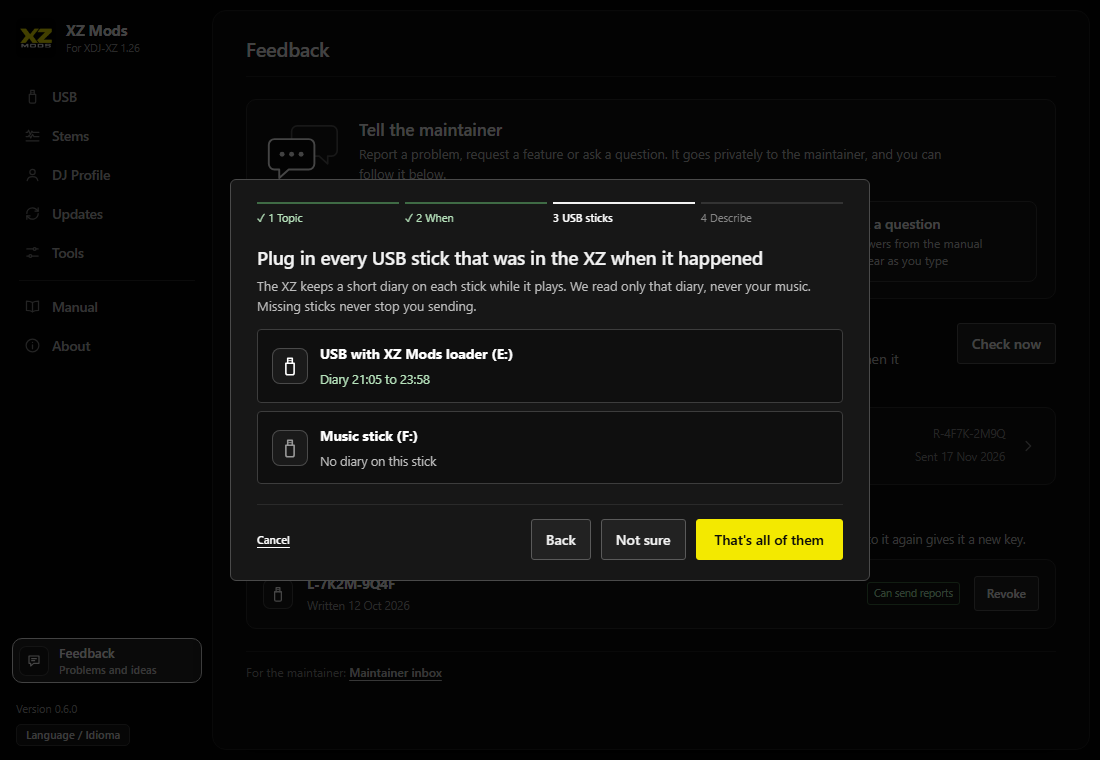 XZ MODS
XZ Mods
For XDJ-XZ 1.26
USB
Stems
DJ Profile
Updates
Tools
Manual
About
Feedback
Problems and ideas
Version 0.6.0
Language / Idioma
Feedback
Tell the maintainer
Report a problem, request a feature or ask a question. It goes privately to the maintainer, and you can
follow it below.
a question
wers from the manual
ear as you type
en it
Check now
R-4F7K-2M9Q
Sent 17 Nov 2026
✓ 1 Topic
✓ 2 When
3 USB sticks
4 Describe
Plug in every USB stick that was in the XZ when it happened
The XZ keeps a short diary on each stick while it plays. We read only that diary, never your music.
Missing sticks never stop you sending.
USB with XZ Mods loader (E:)
Diary 21:05 to 23:58
Music stick (F:)
No diary on this stick
Cancel
Back
Not sure
That's all of them
to it again gives it a new key.
L-7K2M-9Q4F
Written 12 Oct 2026
Can send reports
Revoke
For the maintainer: Maintainer inbox